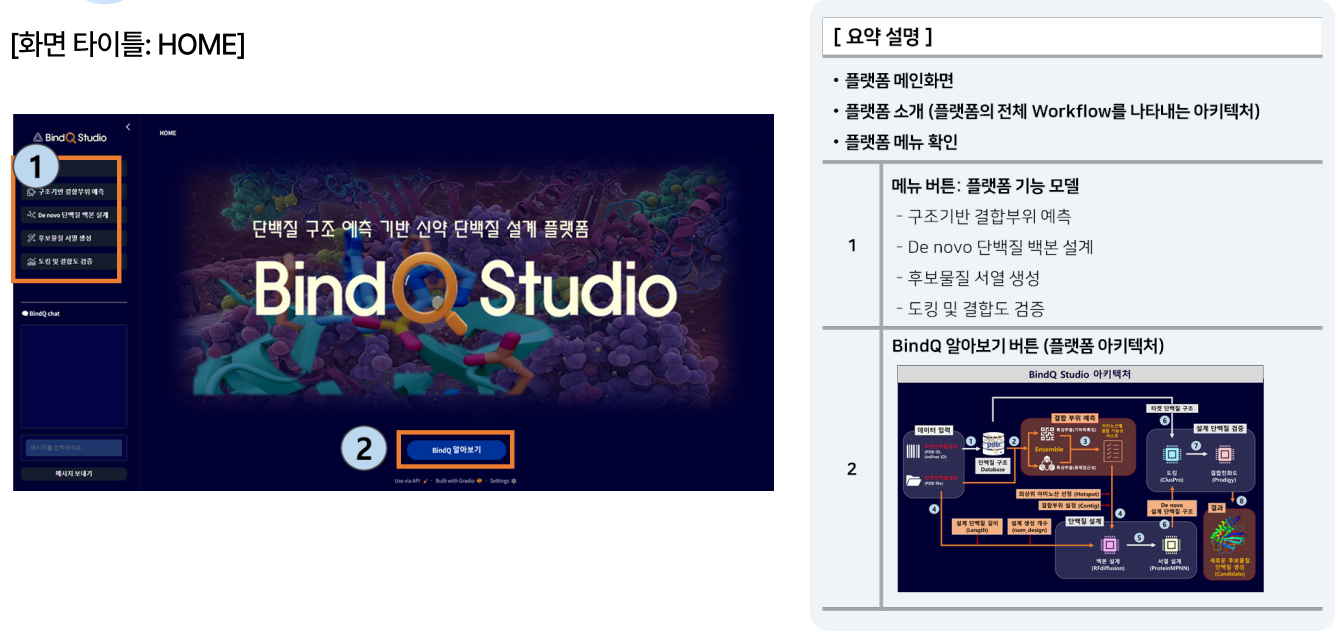 [화면 타이틀: HOME]
BindQ Studio
HOME
1
구조기반 결합부위 예측
De novo 단백질 백본 설계
후보물질 서열 생성
도킹 및 결합도 검증
BindQ chat
메시지를 입력하세요...
메시지 보내기
단백질 구조 예측 기반 신약 단백질 설계 플랫폼
BindQ Studio
2
BindQ 알아보기
Use via API · Built with Gradio · Settings
[ 요약 설명 ]
• 플랫폼 메인화면
• 플랫폼 소개 (플랫폼의 전체 Workflow를 나타내는 아키텍처)
• 플랫폼 메뉴 확인
1
메뉴 버튼: 플랫폼 기능 모델
- 구조기반 결합부위 예측
- De novo 단백질 백본 설계
- 후보물질 서열 생성
- 도킹 및 결합도 검증
2
BindQ 알아보기 버튼 (플랫폼 아키텍처)
BindQ Studio 아키텍처
데이터 입력
(PDB ID,
UniProt ID)
(PDB file)
1
pdb
단백질 구조
Database
2
결합 부위 예측
Ensemble
3
아미노산별
결합 가능성
리스트
타겟 단백질 구조
6
설계 단백질 검증
7
도킹
(ClusPro)
결합친화도
(Prodigy)
최상위 아미노산 선정 (Hotspot)
결합부위 설정 (Contig)
4
4
설계 단백질 길이
(Length)
설계 생성 개수
(num_design)
단백질 설계
백본 설계
(RFdiffusion)
5
서열 설계
(ProteinMPNN)
De novo
설계 단백질 구조
6
8
결과
새로운 후보물질
단백질 생성
(Candidate)